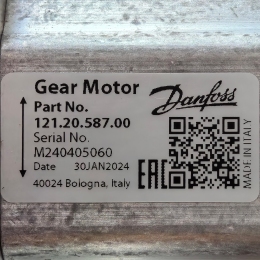 Gear Motor
Danfoss
Part No.
121.20.587.00
Serial No.
M240405060
Date 30JAN2024
40024 Bologna, Italy
EAC
MADE IN ITALY